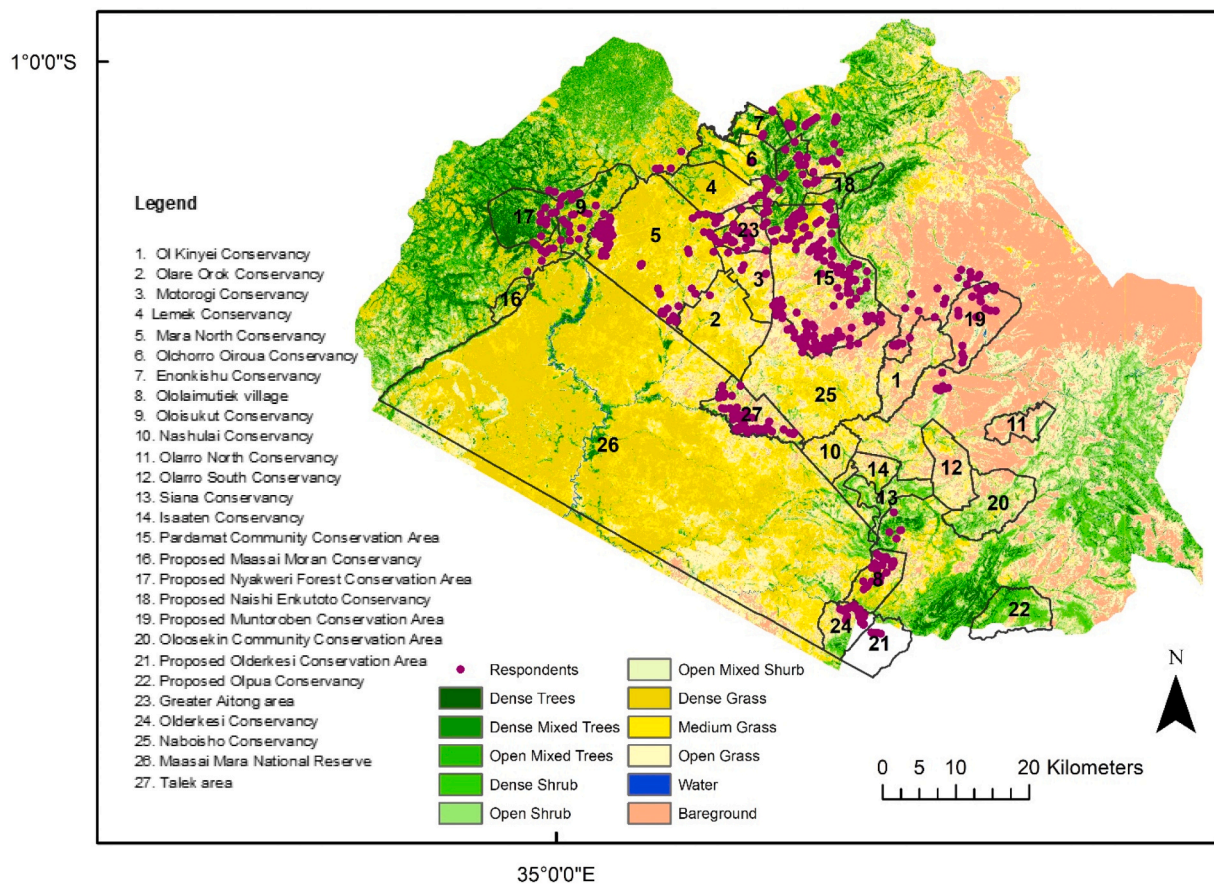 1°0'0"S
Legend
1. Ol Kinyei Conservancy
2. Olare Orok Conservancy
3. Motorogi Conservancy
4 Lemek Conservancy
5. Mara North Conservancy
6. Olchorro Oiroua Conservancy
7. Enonkishu Conservancy
8. Ololaimutiek village
9. Oloisukut Conservancy
10. Nashulai Conservancy
11. Olarro North Conservancy
12. Olarro South Conservancy
13. Siana Conservancy
14. Isaaten Conservancy
15. Pardamat Community Conservation Area
16. Proposed Maasai Moran Conservancy
17. Proposed Nyakweri Forest Conservation Area
18. Proposed Naishi Enkutoto Conservancy
19. Proposed Muntoroben Conservation Area
20. Oloosekin Community Conservation Area
21. Proposed Olderkesi Conservation Area
22. Proposed Olpua Conservancy
23. Greater Aitong area
24. Olderkesi Conservancy
25. Naboisho Conservancy
26. Maasai Mara National Reserve
27. Talek area
Respondents
Dense Trees
Dense Mixed Trees
Open Mixed Trees
Dense Shrub
Open Shrub
Open Mixed Shurb
Dense Grass
Medium Grass
Open Grass
Water
Bareground
7
6
4
18
17
9
5
23
3
15
16
2
19
1
25
27
11
26
10
14
12
13
20
8
22
24
21
N
0 5 10 20 Kilometers
35°0'0"E